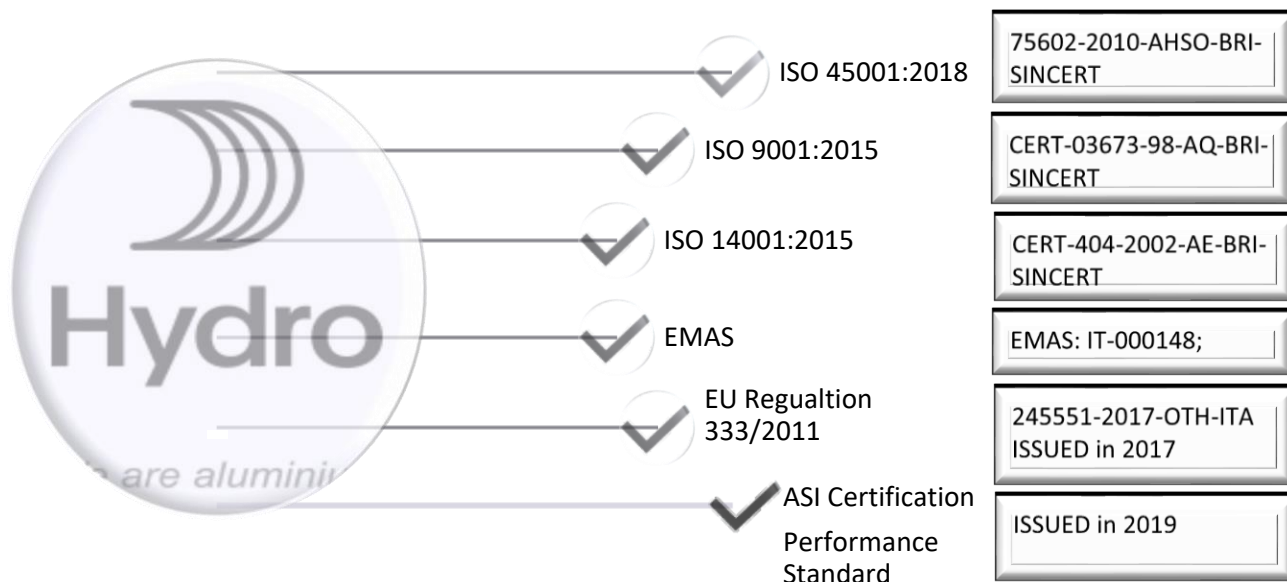 ISO 45001:2018
75602-2010-AHSO-BRI-
SINCERT
ISO 9001:2015
CERT-03673-98-AQ-BRI-
SINCERT
ISO 14001:2015
CERT-404-2002-AE-BRI-
SINCERT
Hydro
EMAS
EMAS: IT-000148;
EU Regualtion
333/2011
245551-2017-OTH-ITA
ISSUED in 2017
are aluminiu
ASI Certification
Performance
Standard
ISSUED in 2019